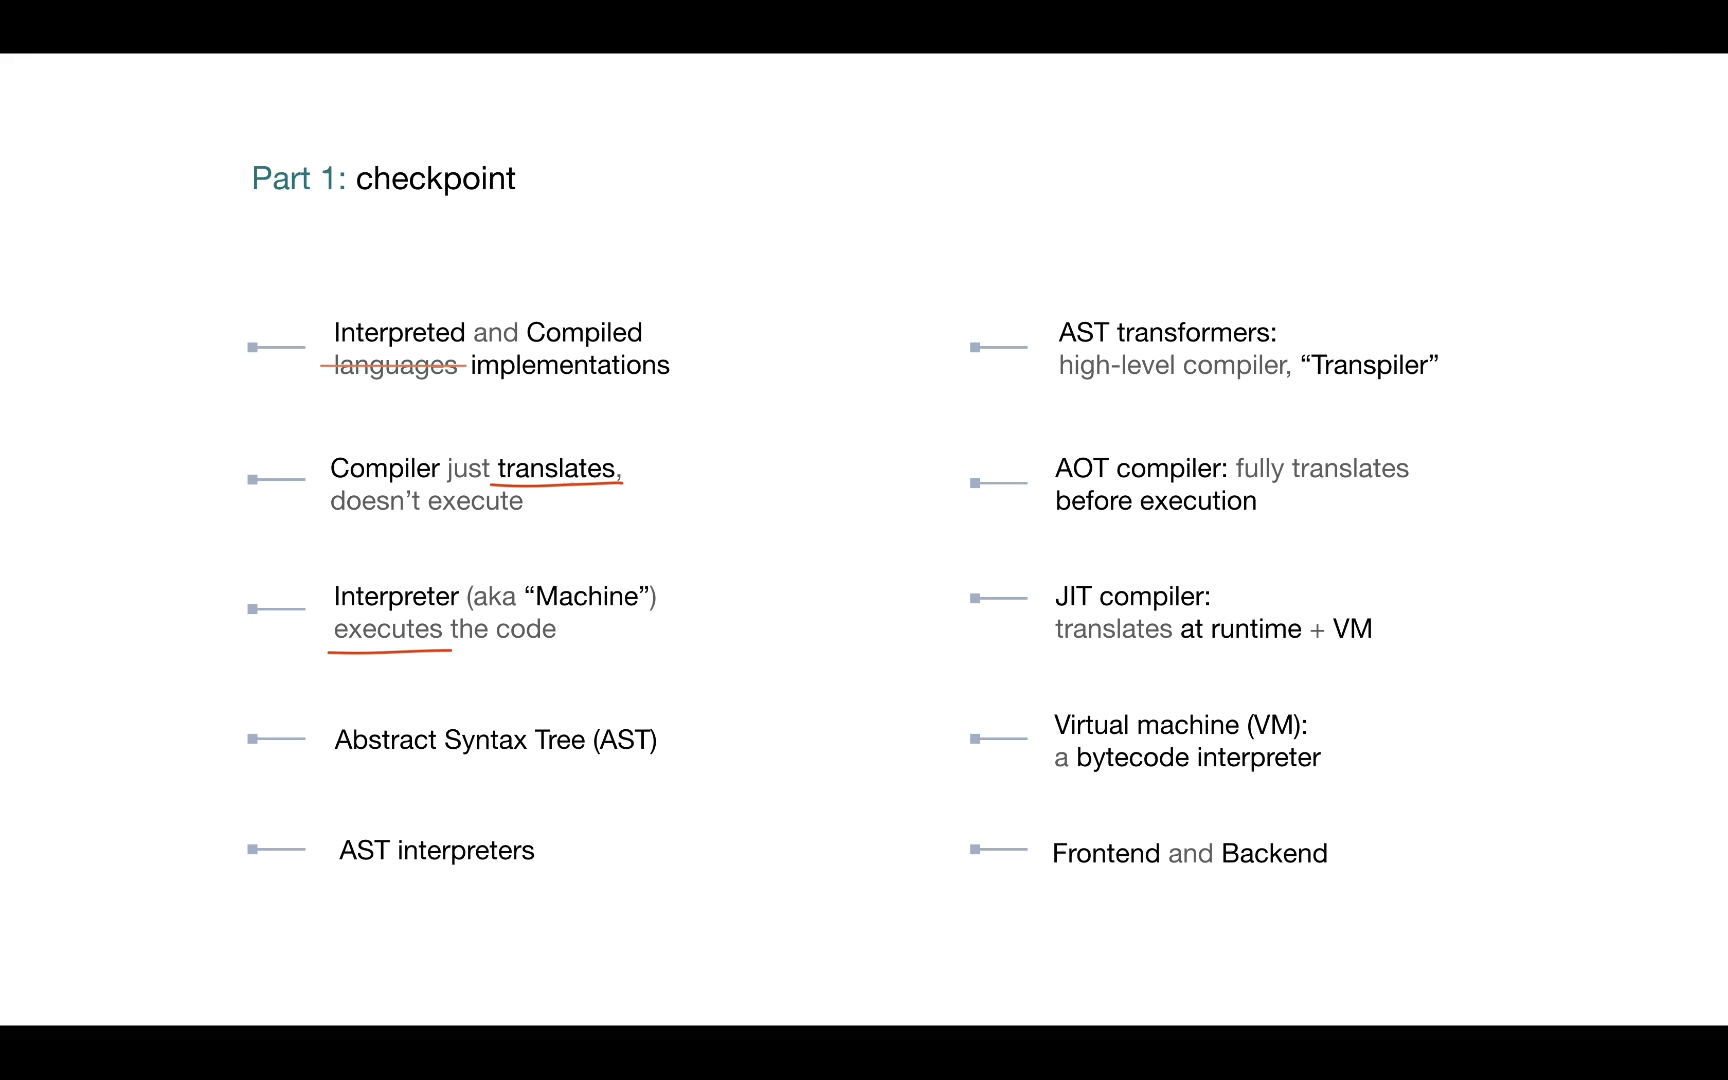 Part 1: checkpoint
Interpreted and Compiled
languages implementations
Compiler just translates,
doesn’t execute
Interpreter (aka “Machine”)
executes the code
Abstract Syntax Tree (AST)
AST interpreters
AST transformers:
high-level compiler, “Transpiler”
AOT compiler: fully translates
before execution
JIT compiler:
translates at runtime + VM
Virtual machine (VM):
a bytecode interpreter
Frontend and Backend